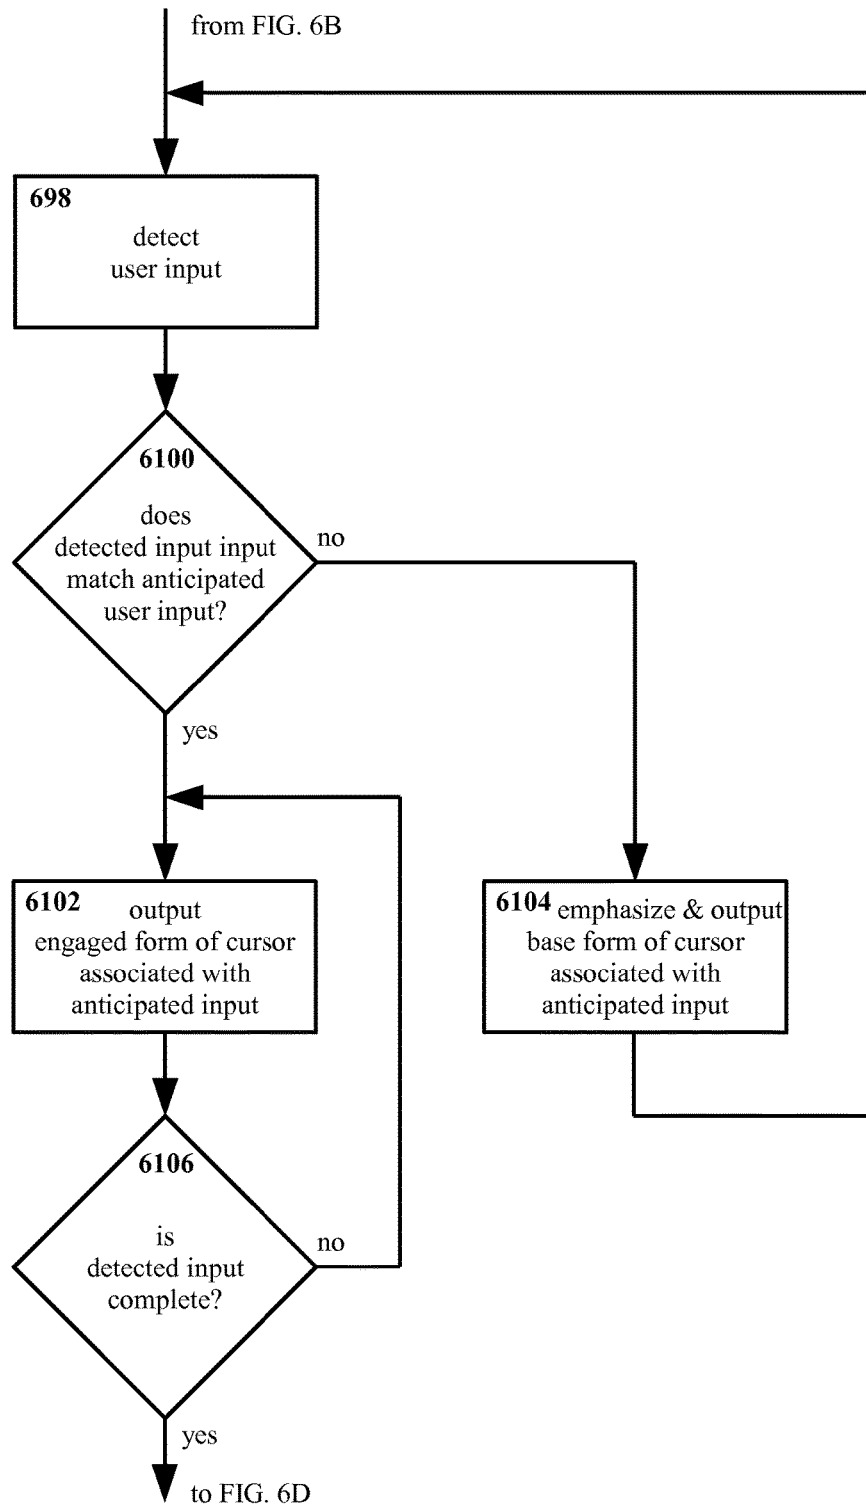 from FIG. 6B
698
detect
user input
6100
does
detected input input
match anticipated
user input?
no
yes
6102 output
engaged form of cursor
associated with
anticipated input
6104 emphasize & output
base form of cursor
associated with
anticipated input
6106
is
detected input
complete?
no
yes
to FIG. 6D